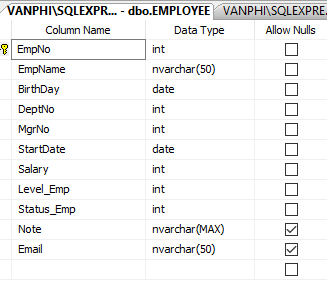 VANPHI\SQLEXPR... - dbo.EMPLOYEE VANPHI\SQLEXPRE
Column Name Data Type Allow Nulls
EmpNo int
EmpName nvarchar(50)
BirthDay date
DeptNo int
MgrNo int
StartDate date
Salary int
Level_Emp int
Status_Emp int
Note nvarchar(MAX)
Email nvarchar(50)